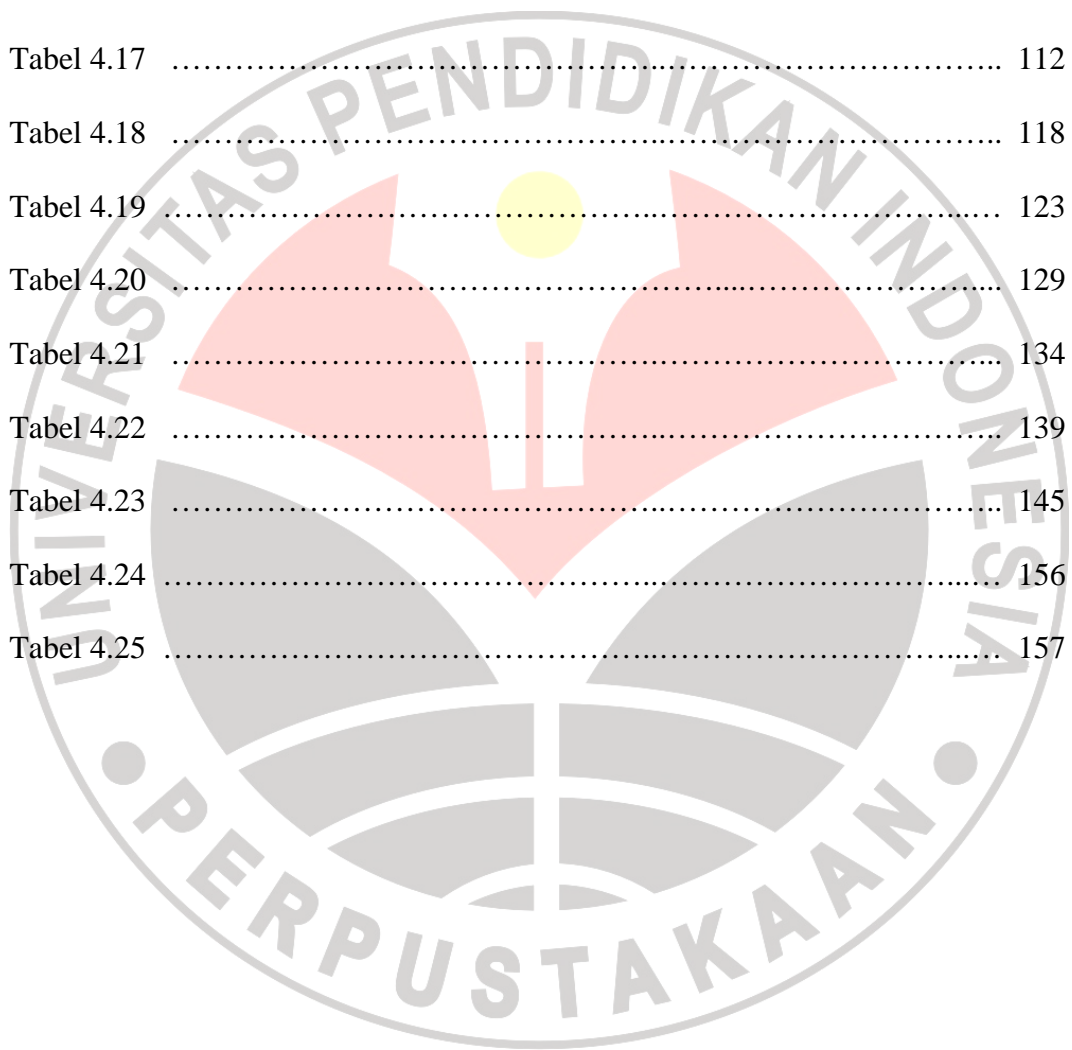 Tabel 4.17 ………………………………………..………………………….. 112
Tabel 4.18 ………………………………………..………………………….. 118
Tabel 4.19 ………………………………………..………………………….… 123
Tabel 4.20 ……………………………………………....…………………... 129
Tabel 4.21 ………………………………………..………………………….. 134
Tabel 4.22 ………………………………………..………………………….. 139
Tabel 4.23 ………………………………………..………………………….. 145
Tabel 4.24 ………………………………………..………………………...… 156
Tabel 4.25 ………………………………………..………………………...…. 157
UNIVERSITAS PENDIDIKAN INDONESIA
PERPUSTAKAAN